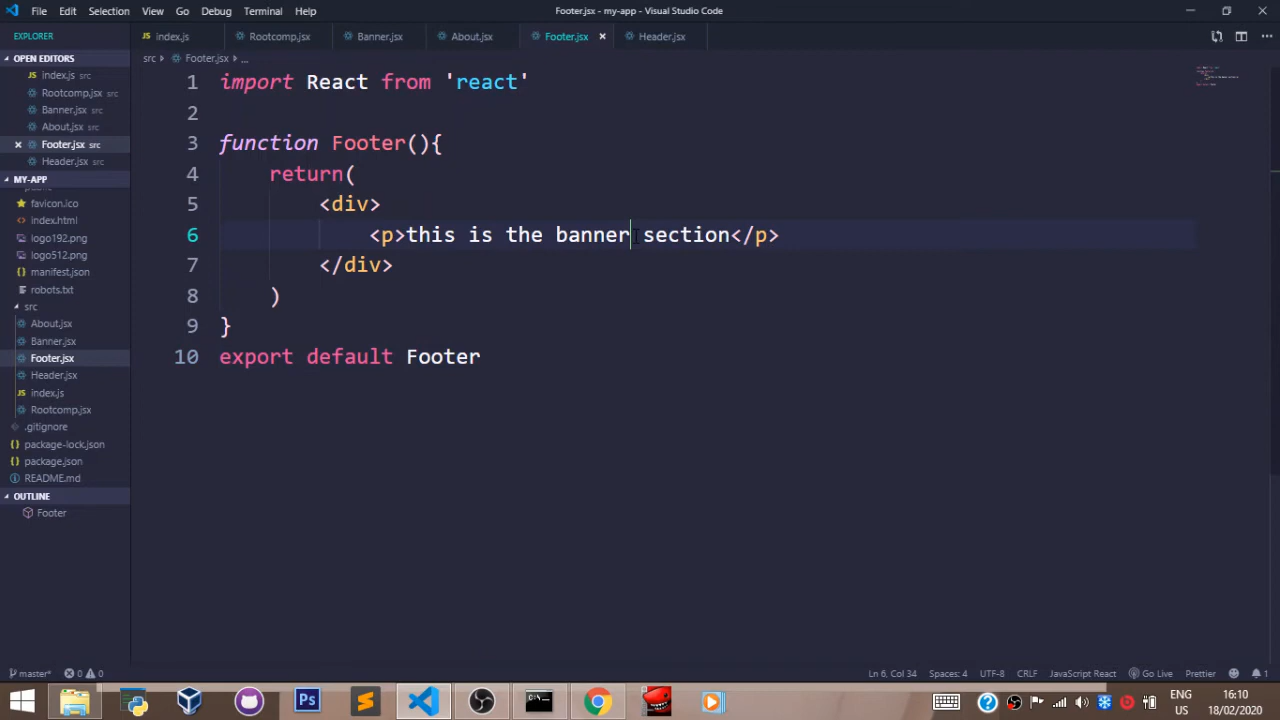 File Edit Selection View Go Debug Terminal Help
Footer.jsx - my-app - Visual Studio Code
EXPLORER
index.js
Rootcomp.jsx
Banner.jsx
About.jsx
Footer.jsx
Header.jsx
OPEN EDITORS
index.js src
Rootcomp.jsx src
Banner.jsx src
About.jsx src
Footer.jsx src
Header.jsx src
MY-APP
favicon.ico
index.html
logo192.png
logo512.png
manifest.json
robots.txt
src
About.jsx
Banner.jsx
Footer.jsx
Header.jsx
index.js
Rootcomp.jsx
.gitignore
package-lock.json
package.json
README.md
OUTLINE
Footer
src > Footer.jsx > ...
1 import React from 'react'
2
3 function Footer(){
4 return(
5 <div>
6 <p>this is the banner section</p>
7 </div>
8 )
9 }
10 export default Footer
master* 0 0
Ln 6, Col 34 Spaces: 4 UTF-8 CRLF JavaScript React Go Live Prettier 1
Ps
ENG
US
16:10
18/02/2020